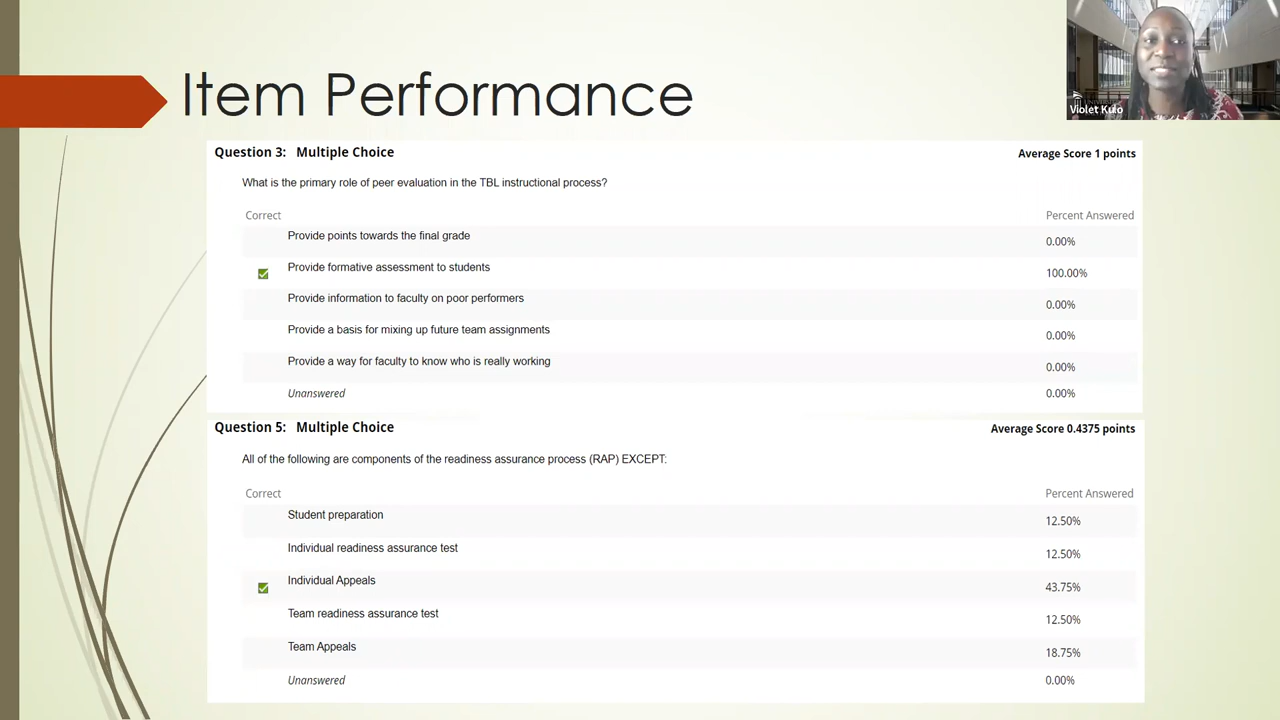 Item Performance
Violet Kulo
Question 3: Multiple Choice
Average Score 1 points
What is the primary role of peer evaluation in the TBL instructional process?
Correct
Percent Answered
Provide points towards the final grade
0.00%
Provide formative assessment to students
100.00%
Provide information to faculty on poor performers
0.00%
Provide a basis for mixing up future team assignments
0.00%
Provide a way for faculty to know who is really working
0.00%
Unanswered
0.00%
Question 5: Multiple Choice
Average Score 0.4375 points
All of the following are components of the readiness assurance process (RAP) EXCEPT:
Correct
Percent Answered
Student preparation
12.50%
Individual readiness assurance test
12.50%
Individual Appeals
43.75%
Team readiness assurance test
12.50%
Team Appeals
18.75%
Unanswered
0.00%